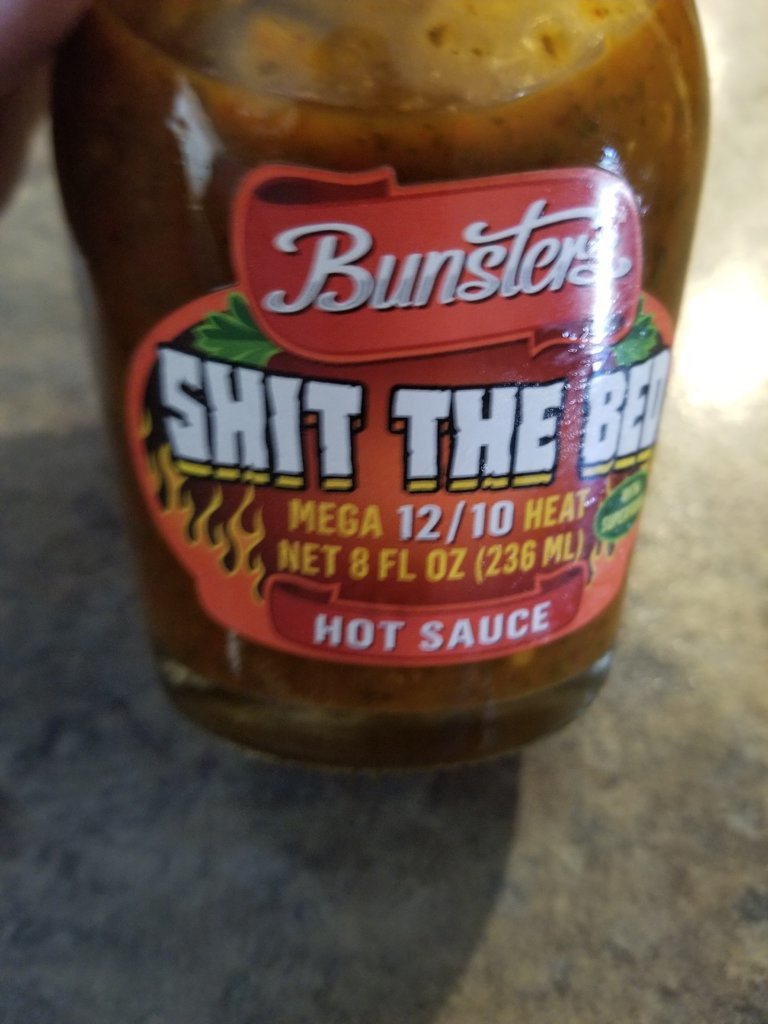 Bunsters
SHIT THE BED
MEGA 12/10 HEAT
NET 8 FL OZ (236 ML)
HOT SAUCE